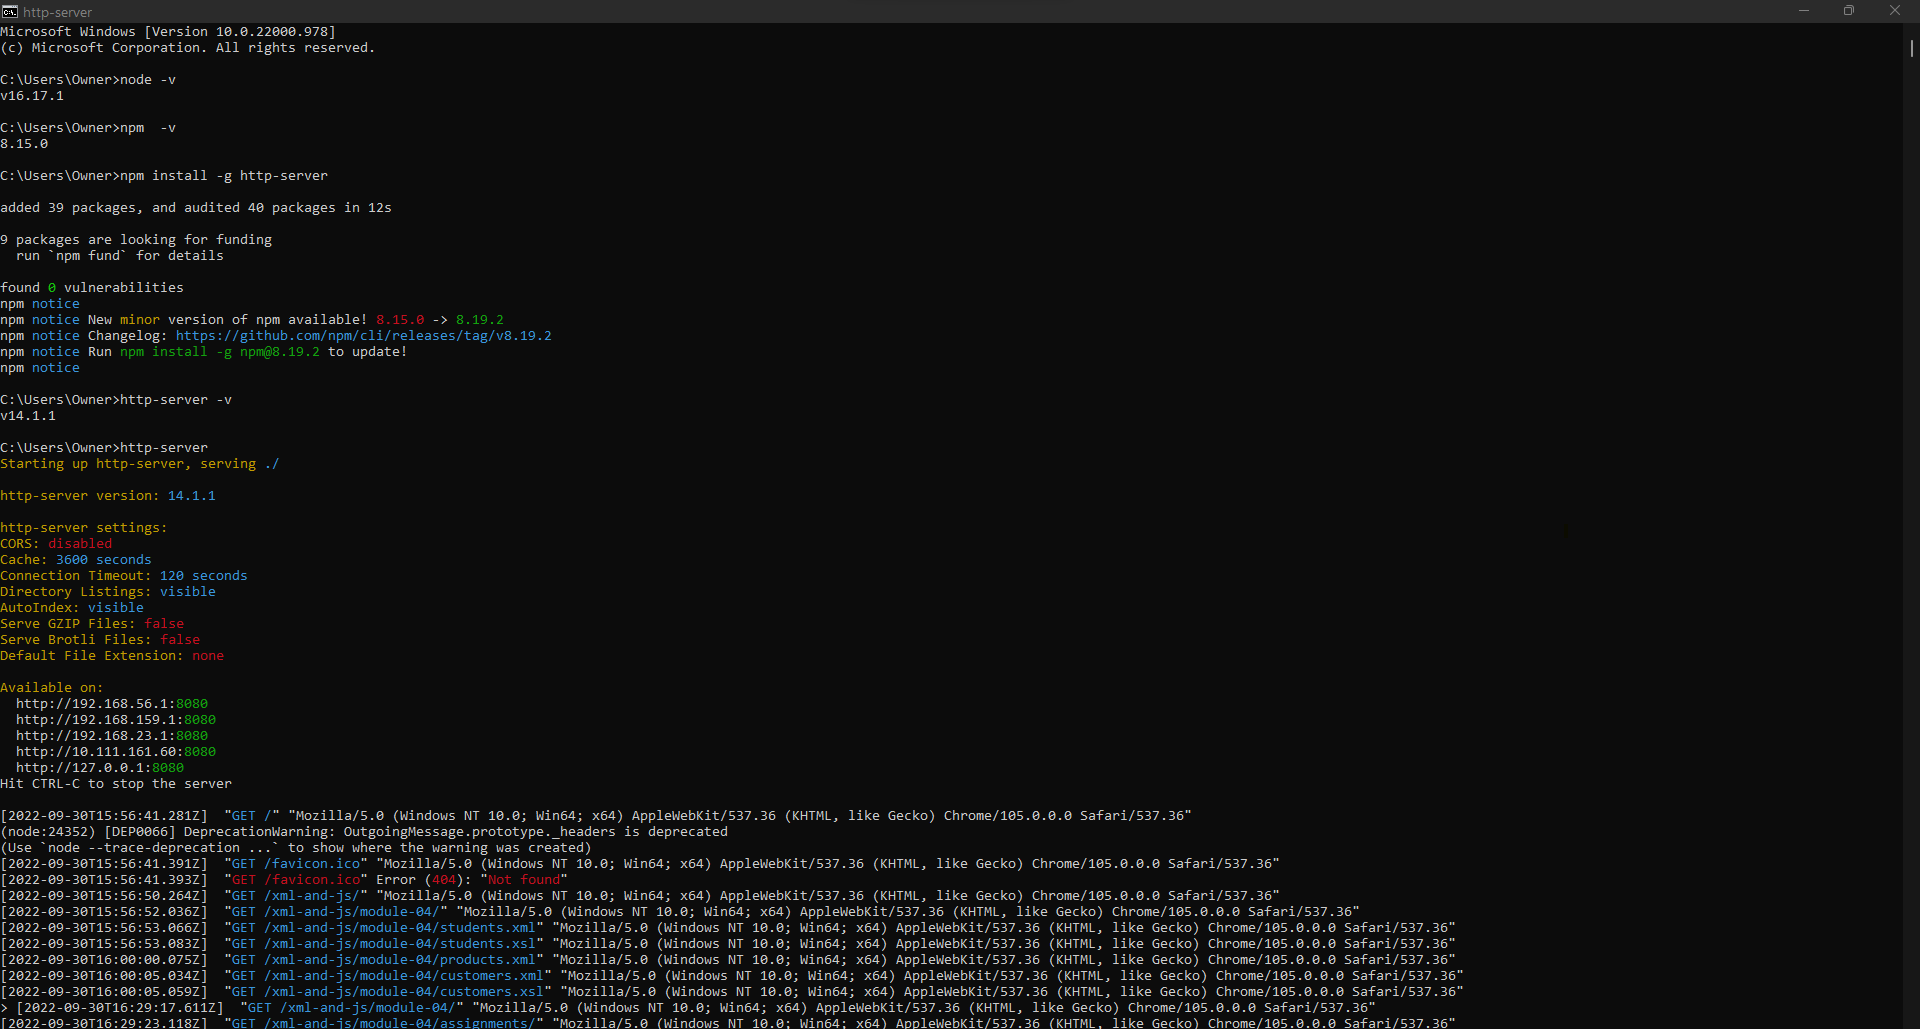 http-server
Microsoft Windows [Version 10.0.22000.978]
(c) Microsoft Corporation. All rights reserved.
C:\Users\Owner>node -v
v16.17.1
C:\Users\Owner>npm  -v
8.15.0
C:\Users\Owner>npm install -g http-server
added 39 packages, and audited 40 packages in 12s
9 packages are looking for funding
  run `npm fund` for details
found 0 vulnerabilities
npm notice
npm notice New minor version of npm available! 8.15.0 -> 8.19.2
npm notice Changelog: https://github.com/npm/cli/releases/tag/v8.19.2
npm notice Run npm install -g npm@8.19.2 to update!
npm notice
C:\Users\Owner>http-server -v
v14.1.1
C:\Users\Owner>http-server
Starting up http-server, serving ./
http-server version: 14.1.1
http-server settings:
CORS: disabled
Cache: 3600 seconds
Connection Timeout: 120 seconds
Directory Listings: visible
AutoIndex: visible
Serve GZIP Files: false
Serve Brotli Files: false
Default File Extension: none
Available on:
  http://192.168.56.1:8080
  http://192.168.159.1:8080
  http://192.168.23.1:8080
  http://10.111.161.60:8080
  http://127.0.0.1:8080
Hit CTRL-C to stop the server
[2022-09-30T15:56:41.281Z]  "GET /" "Mozilla/5.0 (Windows NT 10.0; Win64; x64) AppleWebKit/537.36 (KHTML, like Gecko) Chrome/105.0.0.0 Safari/537.36"
(node:24352) [DEP0066] DeprecationWarning: OutgoingMessage.prototype._headers is deprecated
(Use `node --trace-deprecation ...` to show where the warning was created)
[2022-09-30T15:56:41.391Z]  "GET /favicon.ico" "Mozilla/5.0 (Windows NT 10.0; Win64; x64) AppleWebKit/537.36 (KHTML, like Gecko) Chrome/105.0.0.0 Safari/537.36"
[2022-09-30T15:56:41.393Z]  "GET /favicon.ico" Error (404): "Not found"
[2022-09-30T15:56:50.264Z]  "GET /xml-and-js/" "Mozilla/5.0 (Windows NT 10.0; Win64; x64) AppleWebKit/537.36 (KHTML, like Gecko) Chrome/105.0.0.0 Safari/537.36"
[2022-09-30T15:56:52.036Z]  "GET /xml-and-js/module-04/" "Mozilla/5.0 (Windows NT 10.0; Win64; x64) AppleWebKit/537.36 (KHTML, like Gecko) Chrome/105.0.0.0 Safari/537.36"
[2022-09-30T15:56:53.066Z]  "GET /xml-and-js/module-04/students.xml" "Mozilla/5.0 (Windows NT 10.0; Win64; x64) AppleWebKit/537.36 (KHTML, like Gecko) Chrome/105.0.0.0 Safari/537.36"
[2022-09-30T15:56:53.083Z]  "GET /xml-and-js/module-04/students.xsl" "Mozilla/5.0 (Windows NT 10.0; Win64; x64) AppleWebKit/537.36 (KHTML, like Gecko) Chrome/105.0.0.0 Safari/537.36"
[2022-09-30T16:00:00.075Z]  "GET /xml-and-js/module-04/products.xml" "Mozilla/5.0 (Windows NT 10.0; Win64; x64) AppleWebKit/537.36 (KHTML, like Gecko) Chrome/105.0.0.0 Safari/537.36"
[2022-09-30T16:00:05.034Z]  "GET /xml-and-js/module-04/customers.xml" "Mozilla/5.0 (Windows NT 10.0; Win64; x64) AppleWebKit/537.36 (KHTML, like Gecko) Chrome/105.0.0.0 Safari/537.36"
[2022-09-30T16:00:05.059Z]  "GET /xml-and-js/module-04/customers.xsl" "Mozilla/5.0 (Windows NT 10.0; Win64; x64) AppleWebKit/537.36 (KHTML, like Gecko) Chrome/105.0.0.0 Safari/537.36"
> [2022-09-30T16:29:17.611Z]  "GET /xml-and-js/module-04/" "Mozilla/5.0 (Windows NT 10.0; Win64; x64) AppleWebKit/537.36 (KHTML, like Gecko) Chrome/105.0.0.0 Safari/537.36"
[2022-09-30T16:29:23.118Z]  "GET /xml-and-js/module-04/assignments/" "Mozilla/5.0 (Windows NT 10.0; Win64; x64) AppleWebKit/537.36 (KHTML, like Gecko) Chrome/105.0.0.0 Safari/537.36"